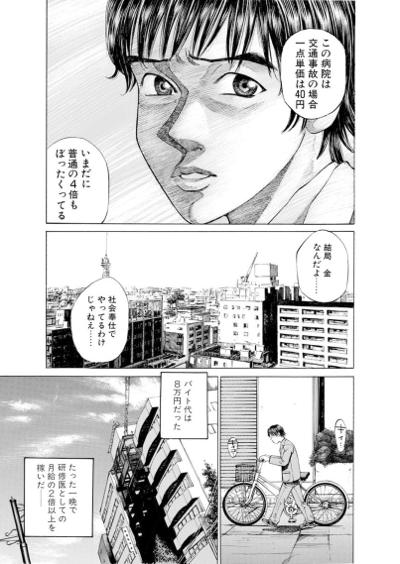 この病院は
交通事故の場合
一点単価は40円
いまだに
普通の4倍も
ぼったくってる
結局 金
なんだよ……
社会奉仕で
やってるわけ
じゃねえ……
バイト代は
8万円だった
たった一晩で
研修医としての
月給の2倍以上を
稼いだ